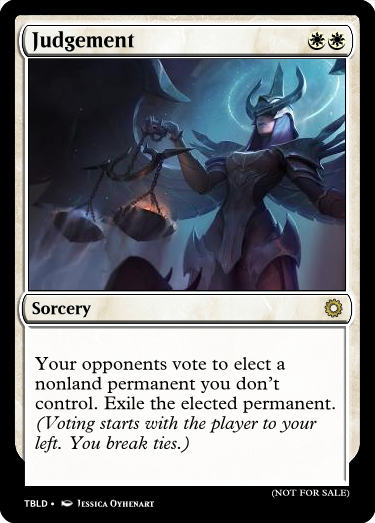 Judgement
Sorcery
Your opponents vote to elect a
nonland permanent you don't
control. Exile the elected permanent.
(Voting starts with the player to your
left. You break ties.)
(NOT FOR SALE)
TBLD • Jessica Oyhenart